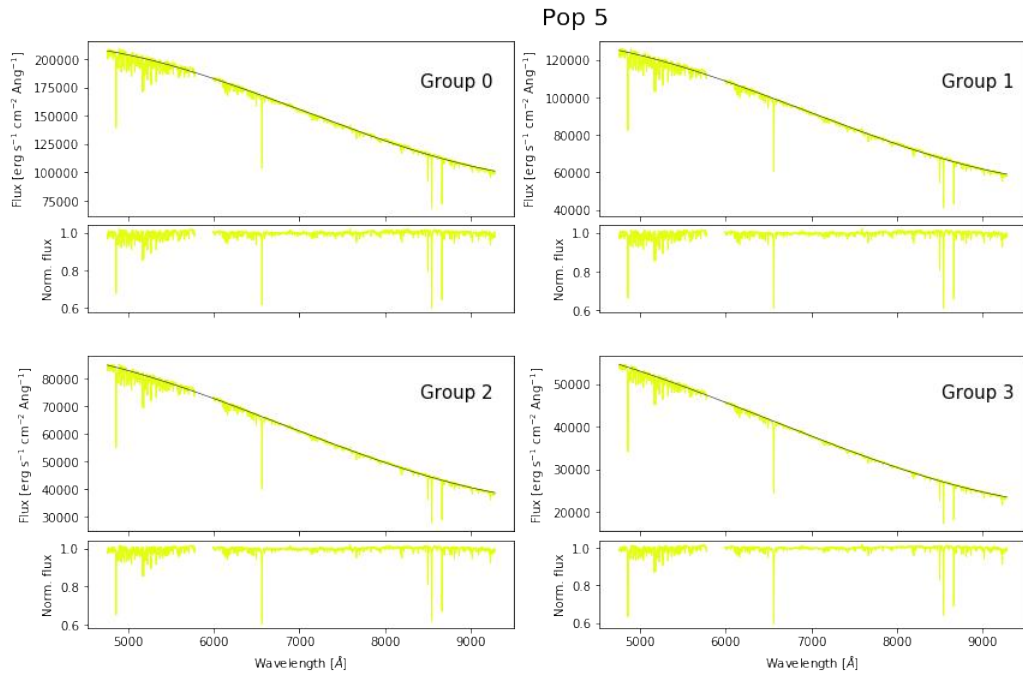 Pop 5
Flux [erg s⁻¹ cm⁻² Ang⁻¹]
200000
175000
150000
125000
100000
75000
Group 0
Flux [erg s⁻¹ cm⁻² Ang⁻¹]
120000
100000
80000
60000
40000
Group 1
Norm. flux
1.0
0.8
0.6
Norm. flux
1.0
0.8
0.6
Flux [erg s⁻¹ cm⁻² Ang⁻¹]
80000
70000
60000
50000
40000
30000
Group 2
Flux [erg s⁻¹ cm⁻² Ang⁻¹]
50000
40000
30000
20000
Group 3
Norm. flux
1.0
0.8
0.6
5000 6000 7000 8000 9000
Wavelength [Å]
Norm. flux
1.0
0.8
0.6
5000 6000 7000 8000 9000
Wavelength [Å]